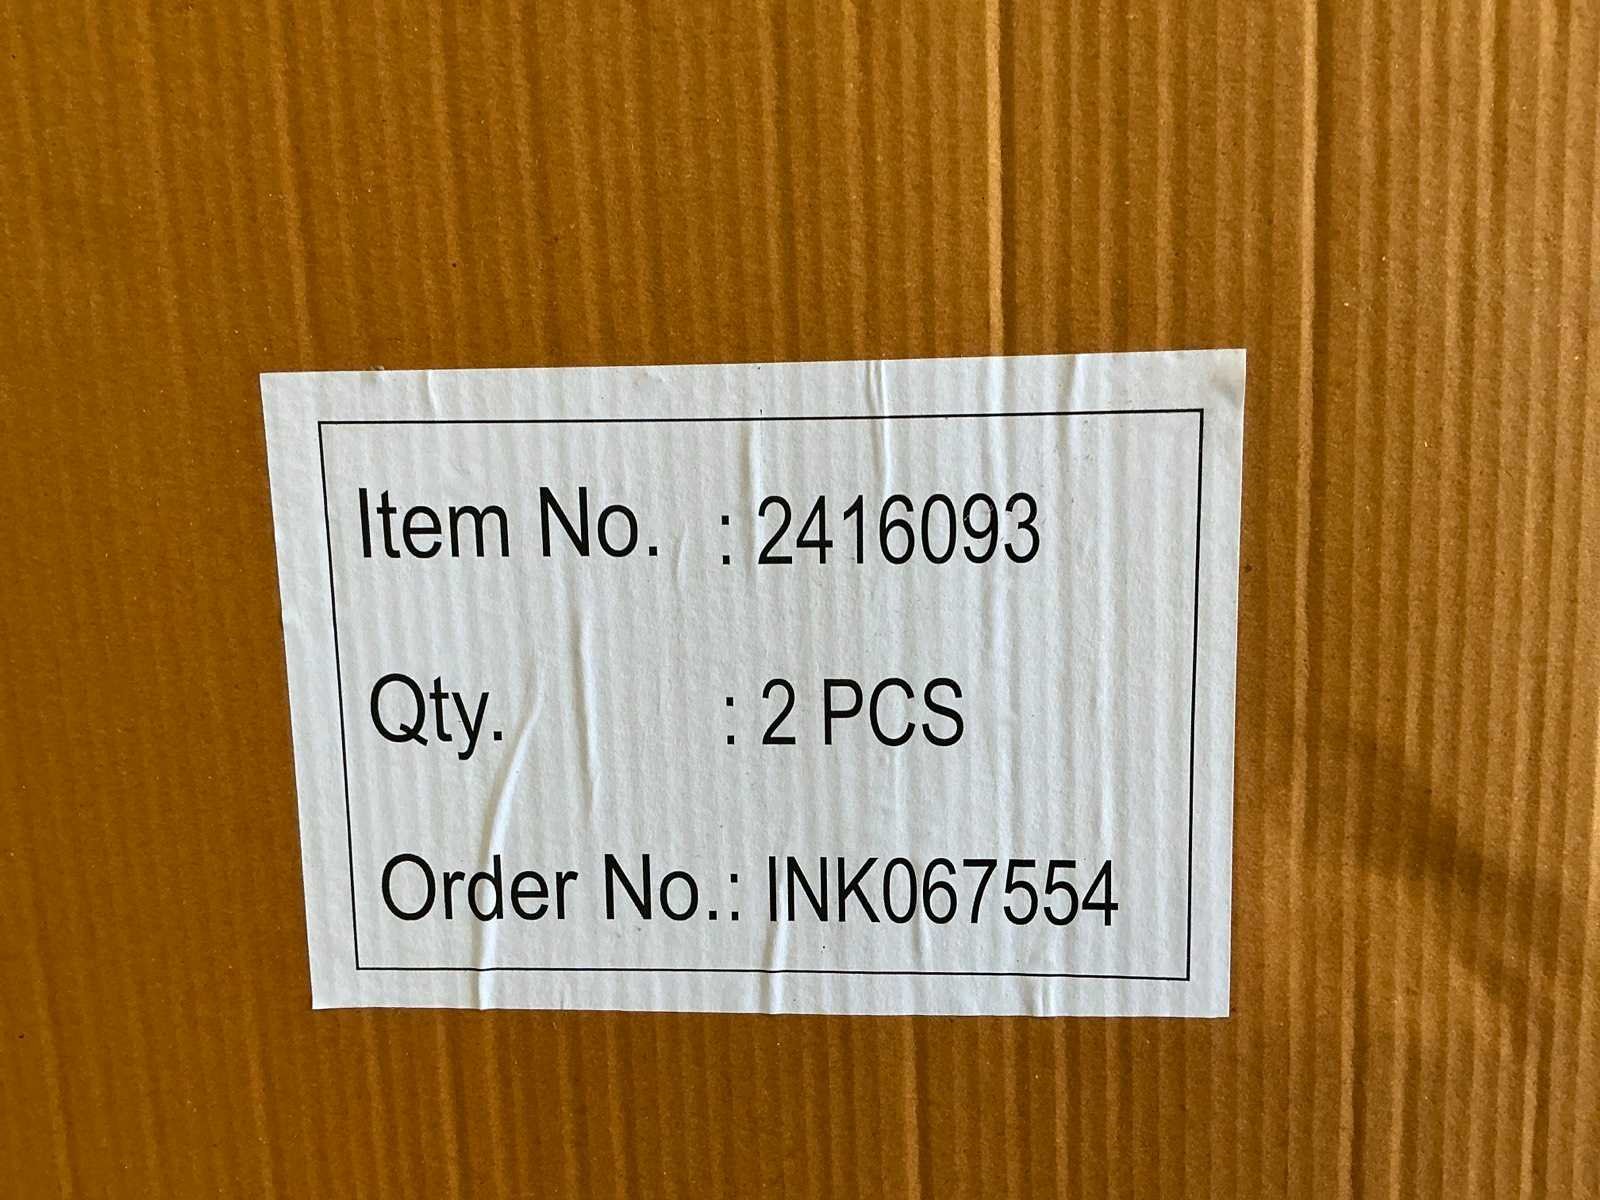 Item No. : 2416093
Qty. : 2 PCS
Order No.: INK067554